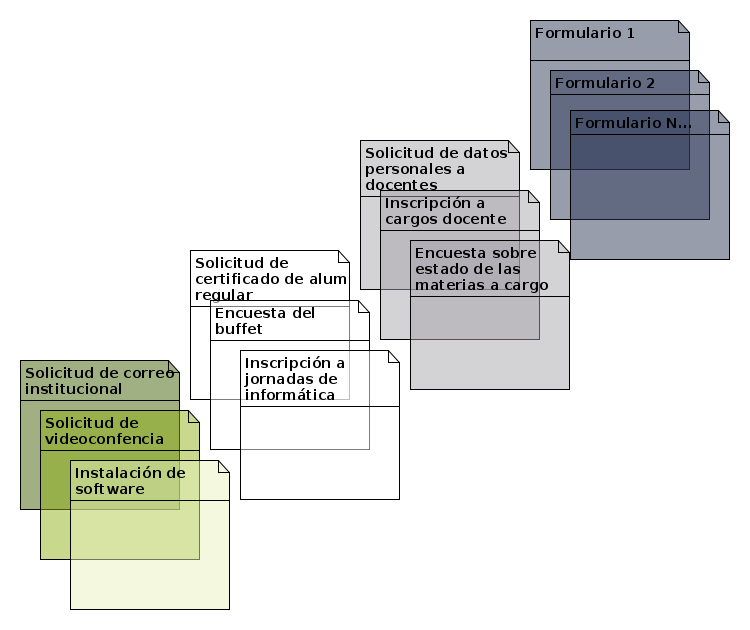 Formulario 1
Formulario 2
Formulario N...
Solicitud de datos
personales a
docentes
Inscripción a
cargos docente
Encuesta sobre
estado de las
materias a cargo
Solicitud de
certificado de alum
regular
Encuesta del
buffet
Inscripción a
jornadas de
informática
Solicitud de correo
institucional
Solicitud de
videoconfencia
Instalación de
software